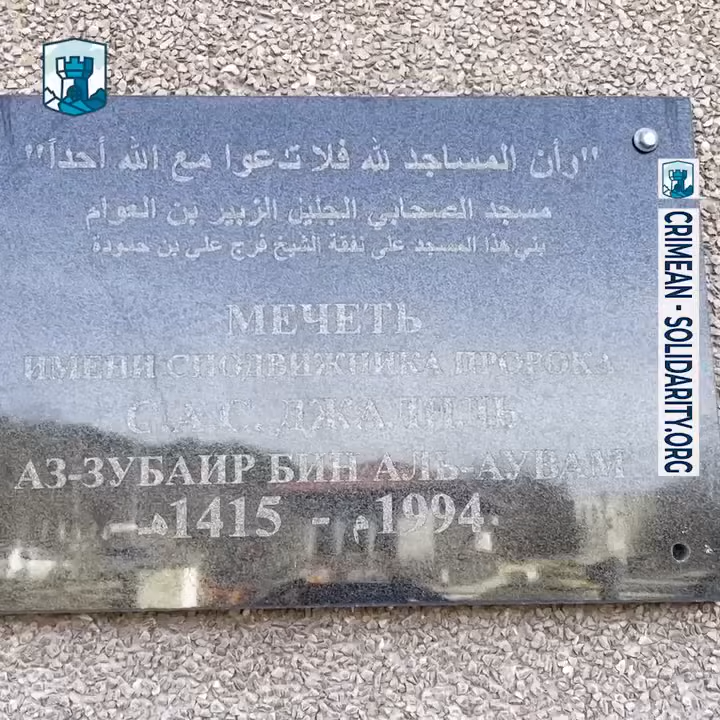 "وأن المساجد لله فلا تدعوا مع الله أحداً"
مسجد الصحابي الجليل الزبير بن العوام
بني هذا المسجد على نفقة الشيخ فرج علي بن حمودة
МЕЧЕТЬ
ИМЕНИ СПОДВИЖНИКА ПРОРОКА
С.А.С. ДЖАЛИЛЬ
АЗ-ЗУБАИР БИН АЛЬ-АУВАМ
1415هـ - 1994م
CRIMEAN - SOLIDARITY.ORG